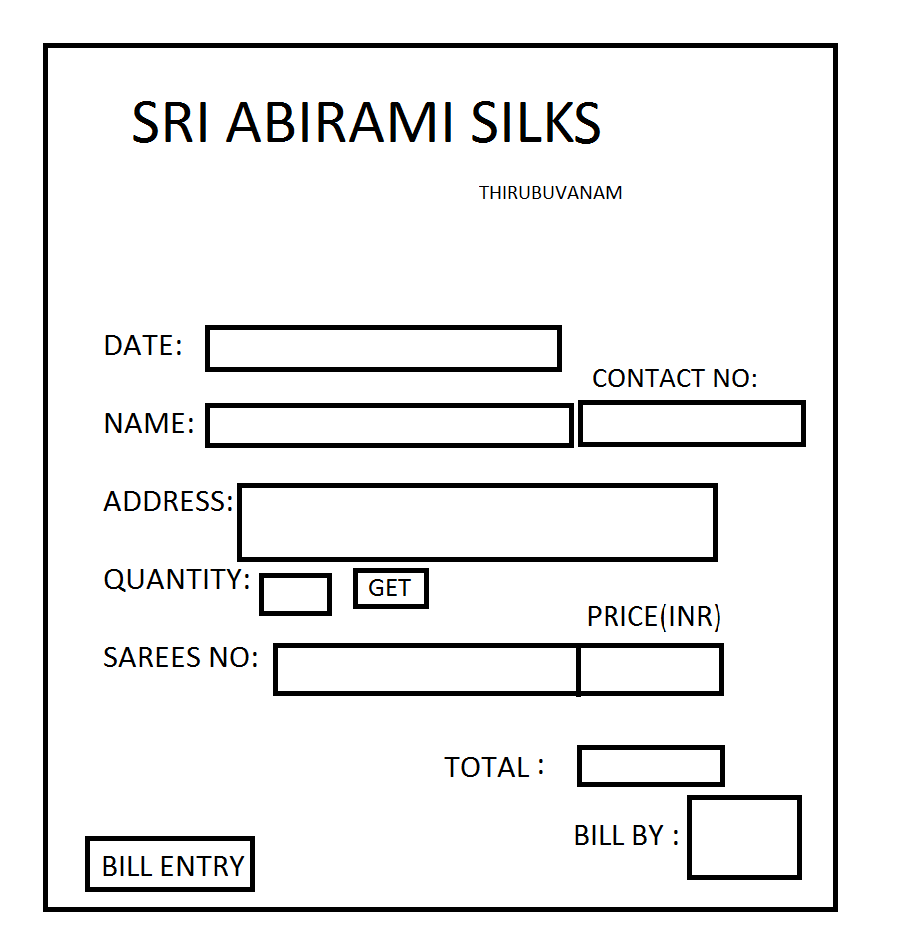 SRI ABIRAMI SILKS
THIRUBUVANAM
DATE:
CONTACT NO:
NAME:
ADDRESS:
QUANTITY:
GET
PRICE(INR)
SAREES NO:
TOTAL :
BILL BY :
BILL ENTRY